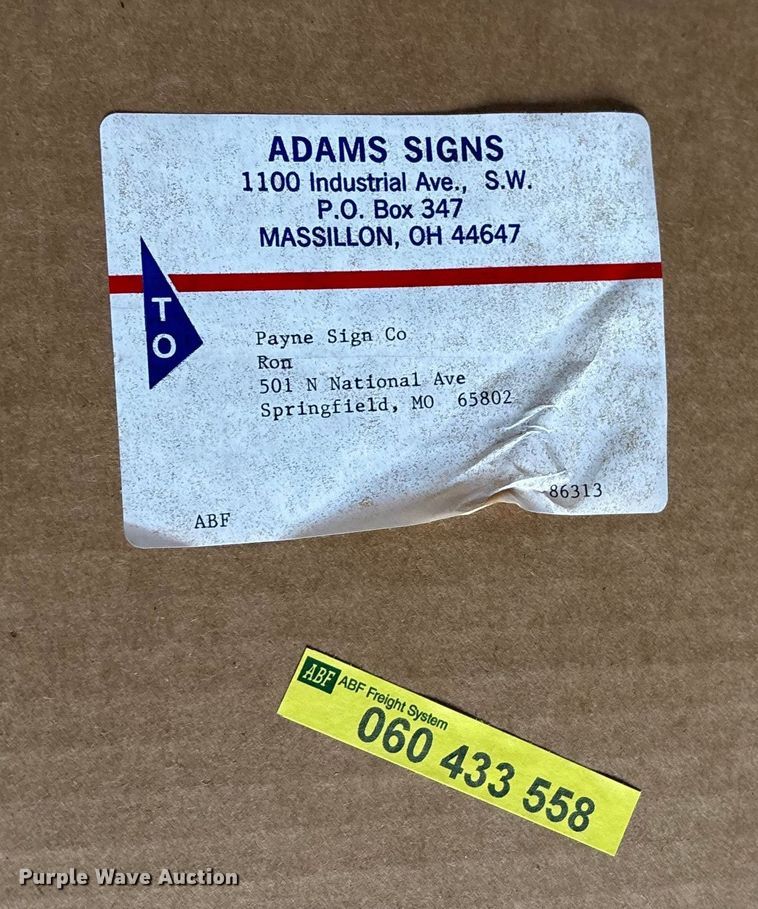 ADAMS SIGNS
1100 Industrial Ave., S.W.
P.O. Box 347
MASSILLON, OH 44647
TO
Payne Sign Co
Ron
501 N National Ave
Springfield, MO 65802
ABF
86313
ABF ABF Freight System
060 433 558
Purple Wave Auction